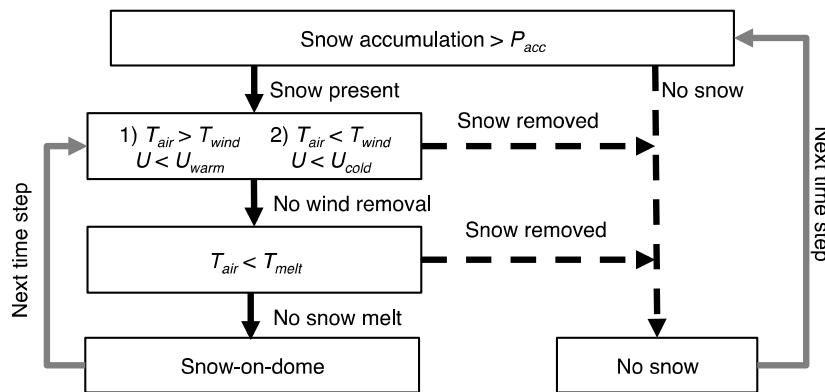 Snow accumulation > P_acc
Snow present
No snow
1) T_air > T_wind 2) T_air < T_wind
U < U_warm U < U_cold
Snow removed
No wind removal
T_air < T_melt
Snow removed
No snow melt
Snow-on-dome
No snow
Next time step
Next time step